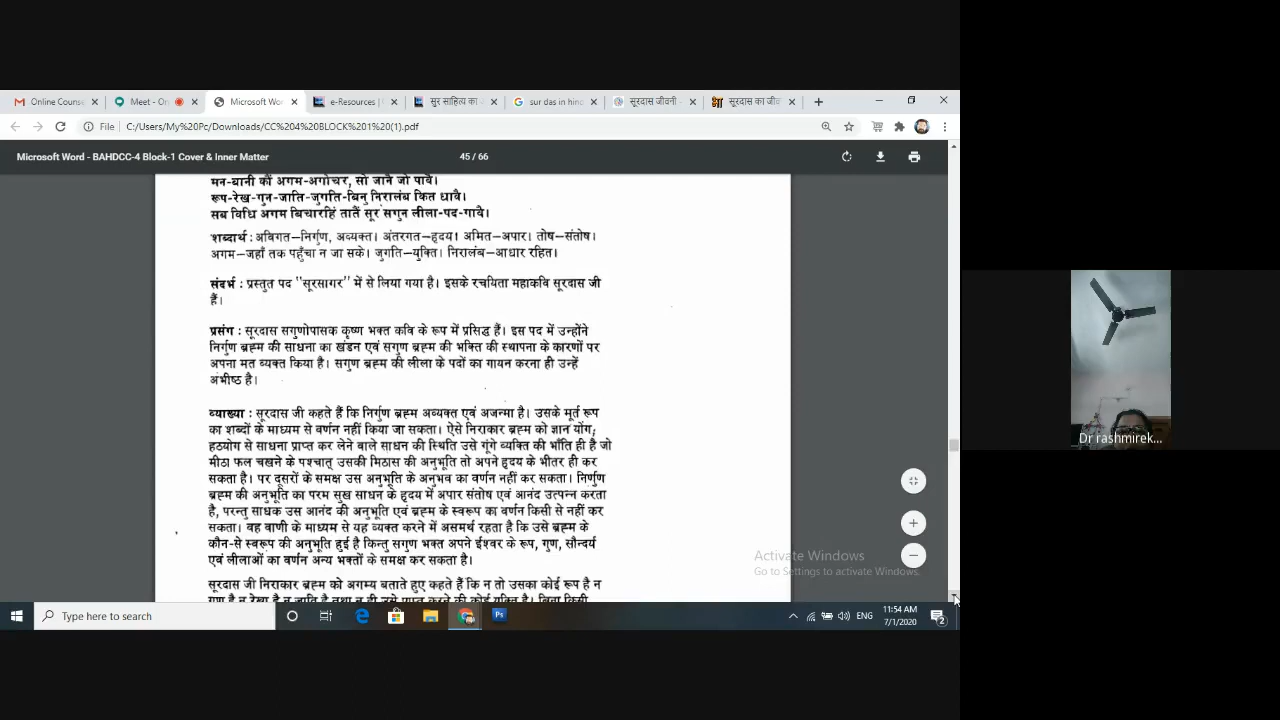 Online Couns
Meet - On
Microsoft Wo
e-Resources |
सुर साहित्य का
sur das in hind
सूरदास जीवनी -
सूरदास का जीव
File C:/Users/My%20Pc/Downloads/CC%204%20BLOCK%201%20(1).pdf
Microsoft Word - BAHDCC-4 Block-1 Cover & Inner Matter 45 / 66
मन-बानी कौं अगम-अगोचर, सो जानै जो पावै।
रूप-रेख-गुन-जाति-जुगति-बिनु निरालंब कित धावै।
सब विधि अगम बिचारहिं तातैं सूर सगुन लीला-पद-गावै।
शब्दार्थ : अविगत–निर्गुण, अव्यक्त। अंतरगत–हृदय। अमित–अपार। तोष–संतोष।
अगम–जहाँ तक पहुँचा न जा सके। जुगति–युक्ति। निरालंब–आधार रहित।
संदर्भ : प्रस्तुत पद "सूरसागर" में से लिया गया है। इसके रचयिता महाकवि सूरदास जी
हैं।
प्रसंग : सूरदास सगुणोपासक कृष्ण भक्त कवि के रूप में प्रसिद्ध हैं। इस पद में उन्होंने
निर्गुण ब्रह्म की साधना का खंडन एवं सगुण ब्रह्म की भक्ति की स्थापना के कारणों पर
अपना मत व्यक्त किया है। सगुण ब्रह्म की लीला के पदों का गायन करना ही उन्हें
अभीष्ठ है।
व्याख्या : सूरदास जी कहते हैं कि निर्गुण ब्रह्म अव्यक्त एवं अजन्मा है। उसके मूर्त रूप
का शब्दों के माध्यम से वर्णन नहीं किया जा सकता। ऐसे निराकार ब्रह्म को ज्ञान योग,
हठयोग से साधना प्राप्त कर लेने वाले साधन की स्थिति उसे गूंगे व्यक्ति की भाँति ही है जो
मीठा फल चखने के पश्चात् उसकी मिठास की अनुभूति तो अपने हृदय के भीतर ही कर
सकता है। पर दूसरों के समक्ष उस अनुभूति के अनुभव का वर्णन नहीं कर सकता। निर्णुण
ब्रह्म की अनुभूति का परम सुख साधन के हृदय में अपार संतोष एवं आनंद उत्पन्न करता
है, परन्तु साधक उस आनंद की अनुभूति एवं ब्रह्म के स्वरूप का वर्णन किसी से नहीं कर
सकता। वह वाणी के माध्यम से यह व्यक्त करने में असमर्थ रहता है कि उसे ब्रह्म के
कौन-से स्वरूप की अनुभूति हुई है किन्तु सगुण भक्त अपने ईश्वर के रूप, गुण, सौन्दर्य
एवं लीलाओं का वर्णन अन्य भक्तों के समक्ष कर सकता है।
सूरदास जी निराकार ब्रह्म को अगम्य बताते हुए कहते हैं कि न तो उसका कोई रूप है न
गुण है न रेखा है न जाति है तथा न ही उसे प्राप्त करने की कोई युक्ति है। बिना किसी
Activate Windows
Go to Settings to activate Windows.
Dr rashmirek...
Type here to search
ENG
11:54 AM
7/1/2020
2